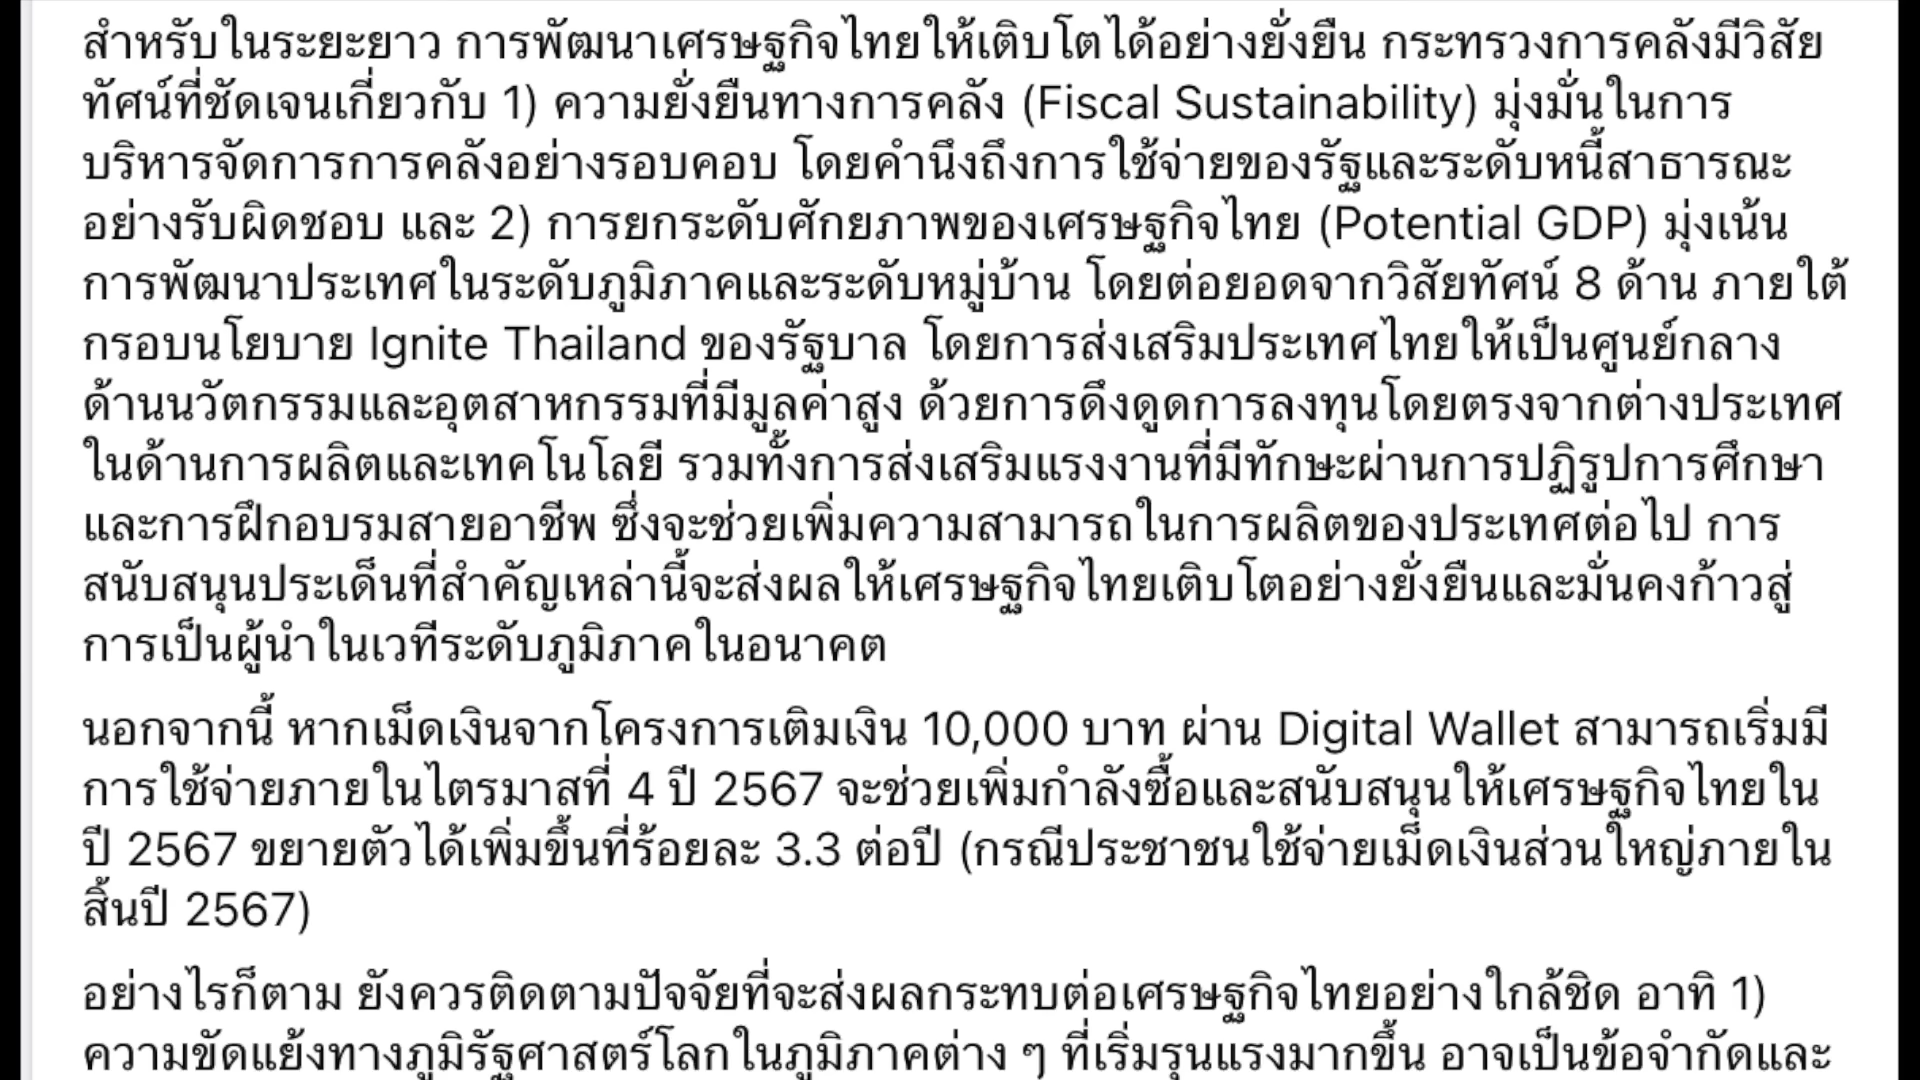 สำหรับในระยะยาว การพัฒนาเศรษฐกิจไทยให้เติบโตได้อย่างยั่งยืน กระทรวงการคลังมีวิสัย
ทัศน์ที่ชัดเจนเกี่ยวกับ 1) ความยั่งยืนทางการคลัง (Fiscal Sustainability) มุ่งมั่นในการ
บริหารจัดการการคลังอย่างรอบคอบ โดยคำนึงถึงการใช้จ่ายของรัฐและระดับหนี้สาธารณะ
อย่างรับผิดชอบ และ 2) การยกระดับศักยภาพของเศรษฐกิจไทย (Potential GDP) มุ่งเน้น
การพัฒนาประเทศในระดับภูมิภาคและระดับหมู่บ้าน โดยต่อยอดจากวิสัยทัศน์ 8 ด้าน ภายใต้
กรอบนโยบาย Ignite Thailand ของรัฐบาล โดยการส่งเสริมประเทศไทยให้เป็นศูนย์กลาง
ด้านนวัตกรรมและอุตสาหกรรมที่มีมูลค่าสูง ด้วยการดึงดูดการลงทุนโดยตรงจากต่างประเทศ
ในด้านการผลิตและเทคโนโลยี รวมทั้งการส่งเสริมแรงงานที่มีทักษะผ่านการปฏิรูปการศึกษา
และการฝึกอบรมสายอาชีพ ซึ่งจะช่วยเพิ่มความสามารถในการผลิตของประเทศต่อไป การ
สนับสนุนประเด็นที่สำคัญเหล่านี้จะส่งผลให้เศรษฐกิจไทยเติบโตอย่างยั่งยืนและมั่นคงก้าวสู่
การเป็นผู้นำในเวทีระดับภูมิภาคในอนาคต
นอกจากนี้ หากเม็ดเงินจากโครงการเติมเงิน 10,000 บาท ผ่าน Digital Wallet สามารถเริ่มมี
การใช้จ่ายภายในไตรมาสที่ 4 ปี 2567 จะช่วยเพิ่มกำลังซื้อและสนับสนุนให้เศรษฐกิจไทยใน
ปี 2567 ขยายตัวได้เพิ่มขึ้นที่ร้อยละ 3.3 ต่อปี (กรณีประชาชนใช้จ่ายเม็ดเงินส่วนใหญ่ภายใน
สิ้นปี 2567)
อย่างไรก็ตาม ยังควรติดตามปัจจัยที่จะส่งผลกระทบต่อเศรษฐกิจไทยอย่างใกล้ชิด อาทิ 1)
ความขัดแย้งทางภูมิรัฐศาสตร์โลกในภูมิภาคต่าง ๆ ที่เริ่มรุนแรงมากขึ้น อาจเป็นข้อจำกัดและ